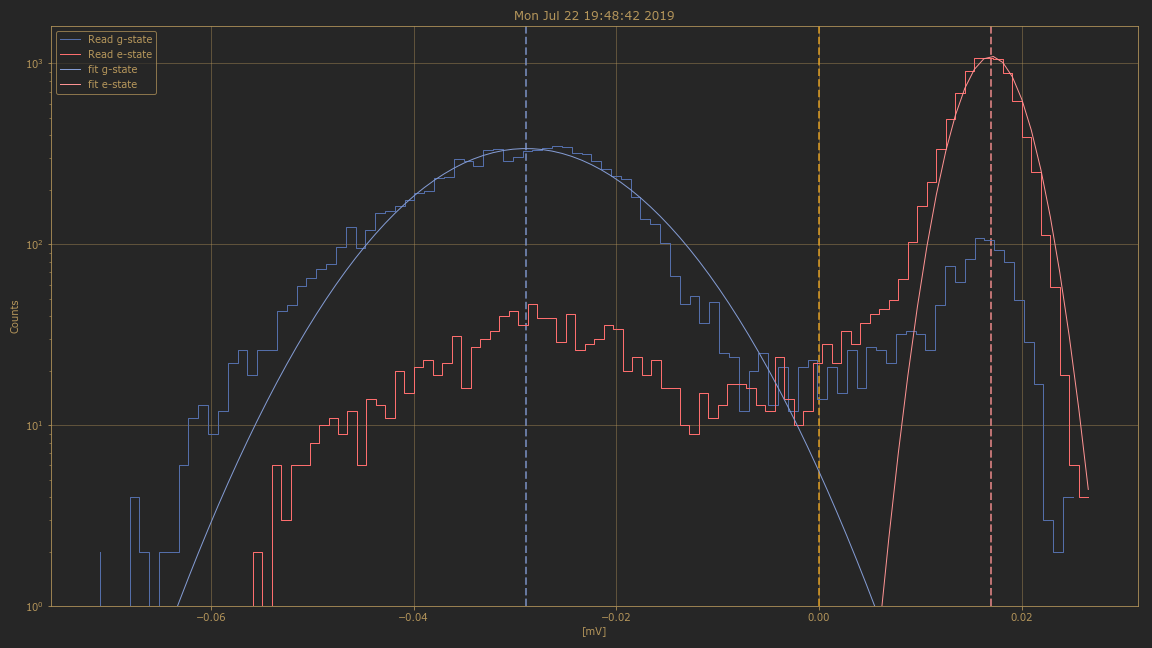 Mon Jul 22 19:48:42 2019
Read g-state
Read e-state
fit g-state
fit e-state
Counts
10³
10²
10¹
10⁰
−0.06 −0.04 −0.02 0.00 0.02
[mV]